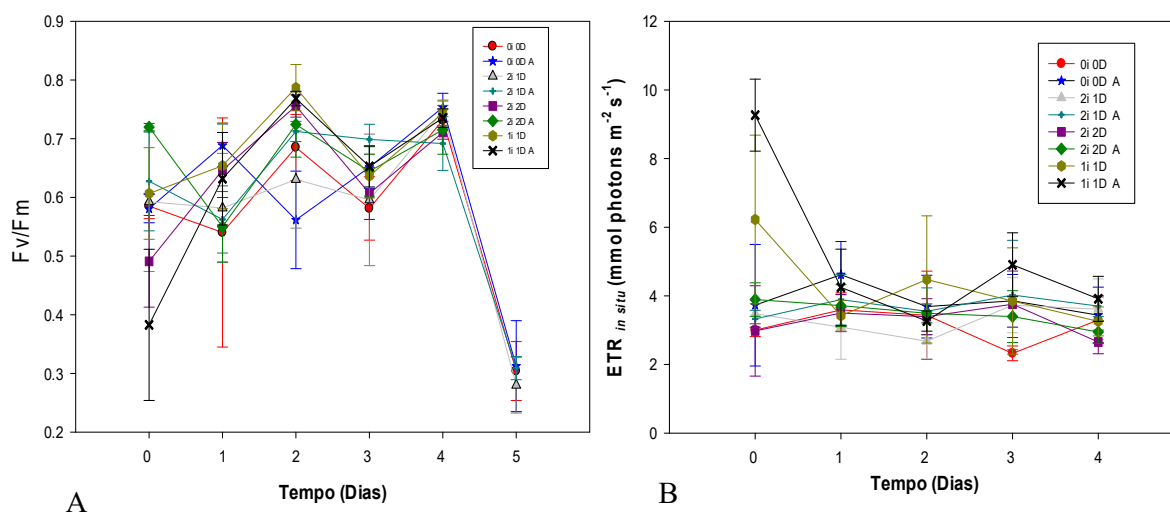 0.9
0.8
0.7
0.6
0.5
0.4
0.3
0.2
Fv/Fm
0 1 2 3 4 5
Tempo (Dias)
A
0i 0D
0i 0D A
2i 1D
2i 1D A
2i 2D
2i 2D A
1i 1D
1i 1D A
12
10
8
6
4
2
0
ETR in situ (mmol photons m-2 s-1)
0 1 2 3 4
Tempo (Dias)
B
0i 0D
0i 0D A
2i 1D
2i 1D A
2i 2D
2i 2D A
1i 1D
1i 1D A